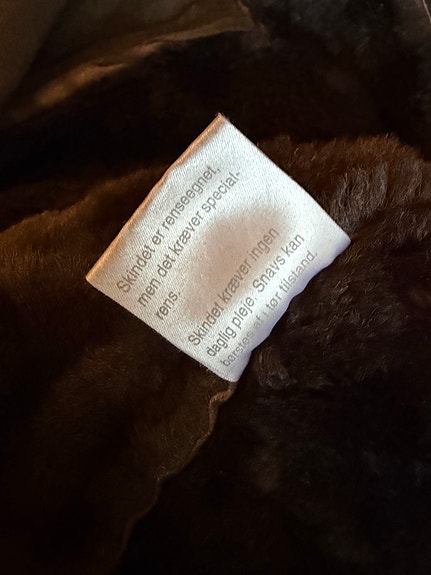 Skindet er renseegnet,
men det kræver special-
rens.
Skindet kræver ingen
daglig pleje. Snavs kan
børstes af i tør tilstand.